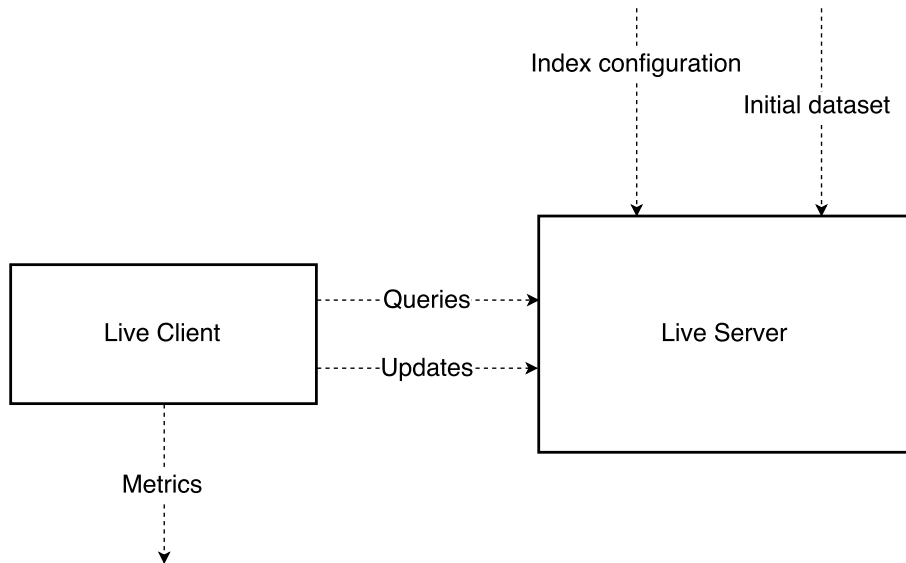 Index configuration
Initial dataset
Queries
Live Client
Live Server
Updates
Metrics